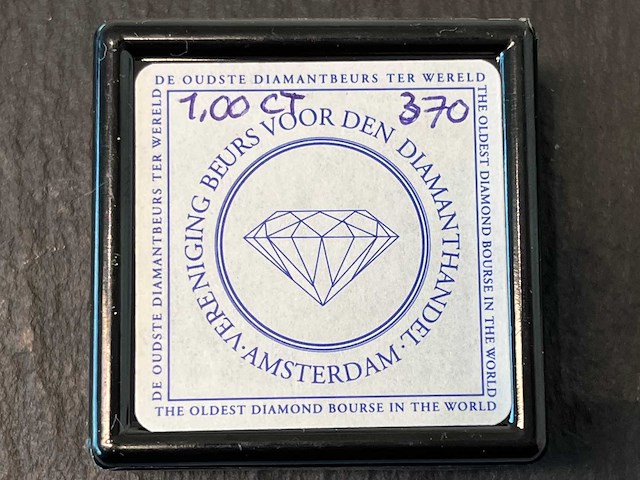 DE OUDSTE DIAMANTBEURS TER WERELD
1,00 CT 370
DE OUDSTE DIAMANTBEURS TER WERELD
THE OLDEST DIAMOND BOURSE IN THE WORLD
VERENIGING BEURS VOOR DEN DIAMANTHANDEL
· AMSTERDAM ·
THE OLDEST DIAMOND BOURSE IN THE WORLD